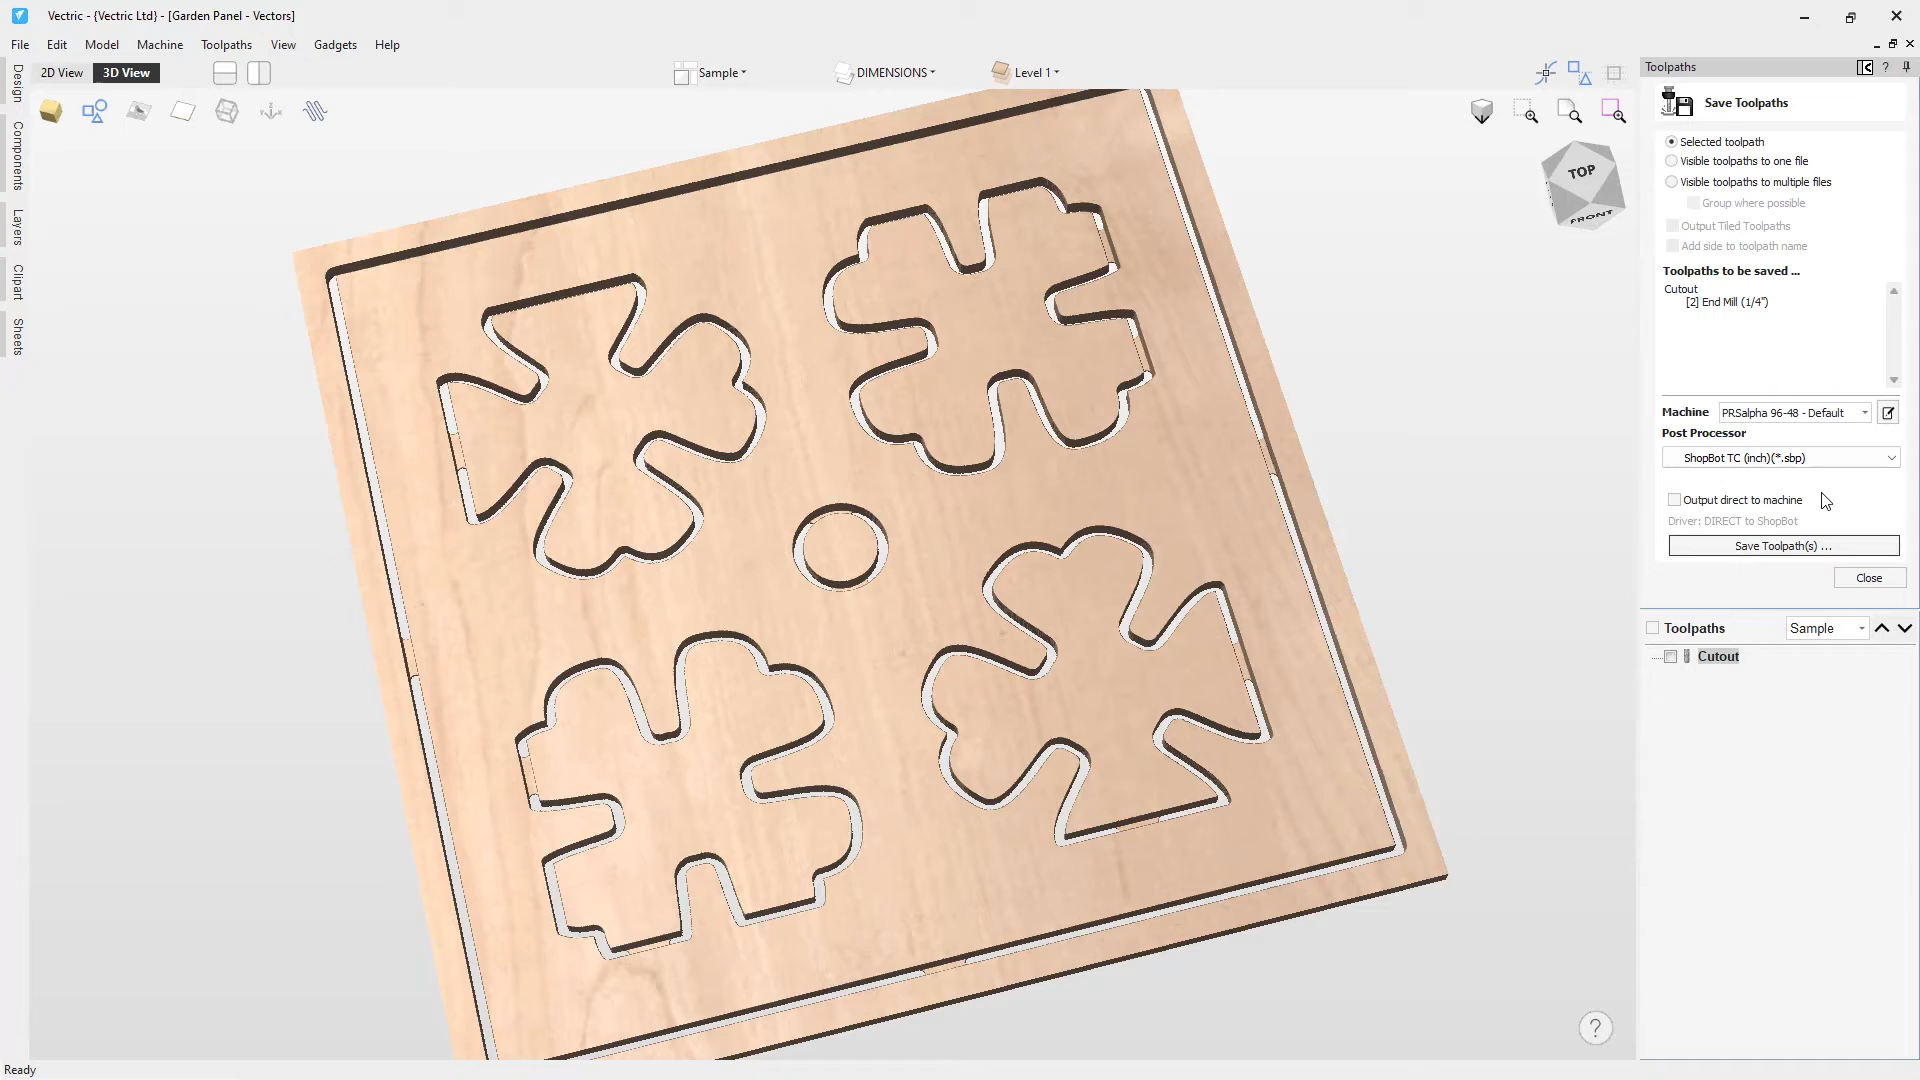 Vectric - {Vectric Ltd} - [Garden Panel - Vectors]
File Edit Model Machine Toolpaths View Gadgets Help
2D View 3D View Sample DIMENSIONS Level 1
Design
Components
Layers
Clipart
Sheets
TOP
FRONT
Toolpaths ?
Save Toolpaths
Selected toolpath
Visible toolpaths to one file
Visible toolpaths to multiple files
Group where possible
Output Tiled Toolpaths
Add side to toolpath name
Toolpaths to be saved ...
Cutout
[2] End Mill (1/4")
Machine PRSalpha 96-48 - Default
Post Processor
ShopBot TC (inch)(*.sbp)
Output direct to machine
Driver: DIRECT to ShopBot
Save Toolpath(s) ...
Close
Toolpaths Sample
Cutout
?
Ready